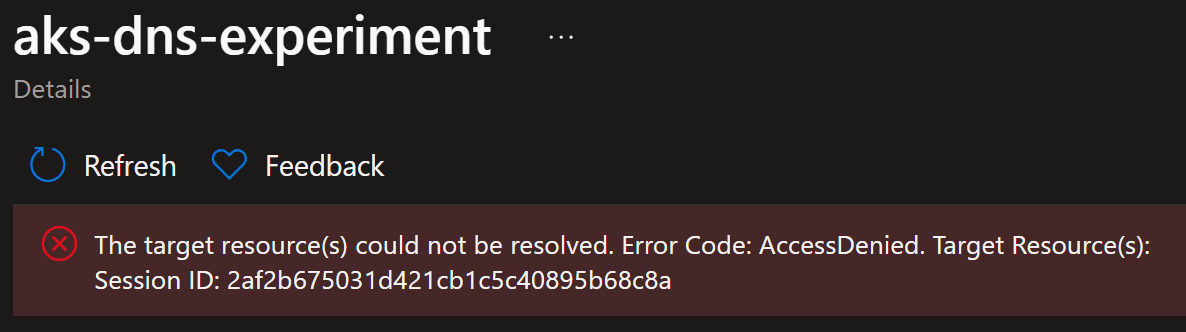 aks-dns-experiment ...
Details
Refresh Feedback
The target resource(s) could not be resolved. Error Code: AccessDenied. Target Resource(s):
Session ID: 2af2b675031d421cb1c5c40895b68c8a